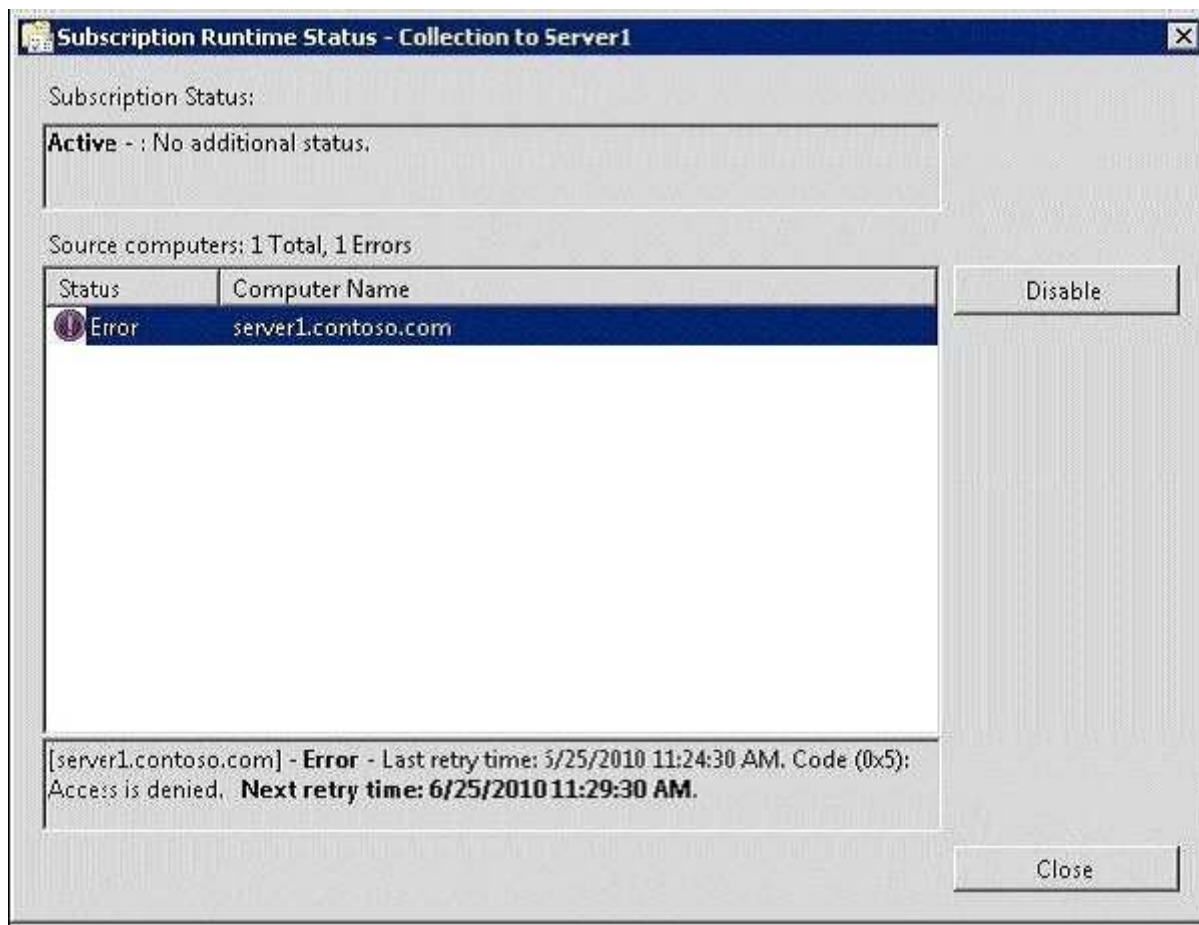 Subscription Runtime Status - Collection to Server1
Subscription Status:
Active - : No additional status.
Source computers: 1 Total, 1 Errors
Status Computer Name
Disable
Error server1.contoso.com
[server1.contoso.com] - Error - Last retry time: 5/25/2010 11:24:30 AM. Code (0x5):
Access is denied. Next retry time: 6/25/2010 11:29:30 AM.
Close